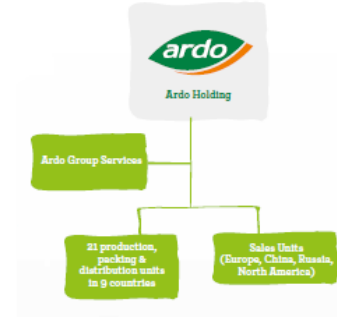 ardo
Ardo Holding
Ardo Group Services
21 production,
packing &
distribution units
in 9 countries
Sales Units
(Europe, China, Russia,
North America)